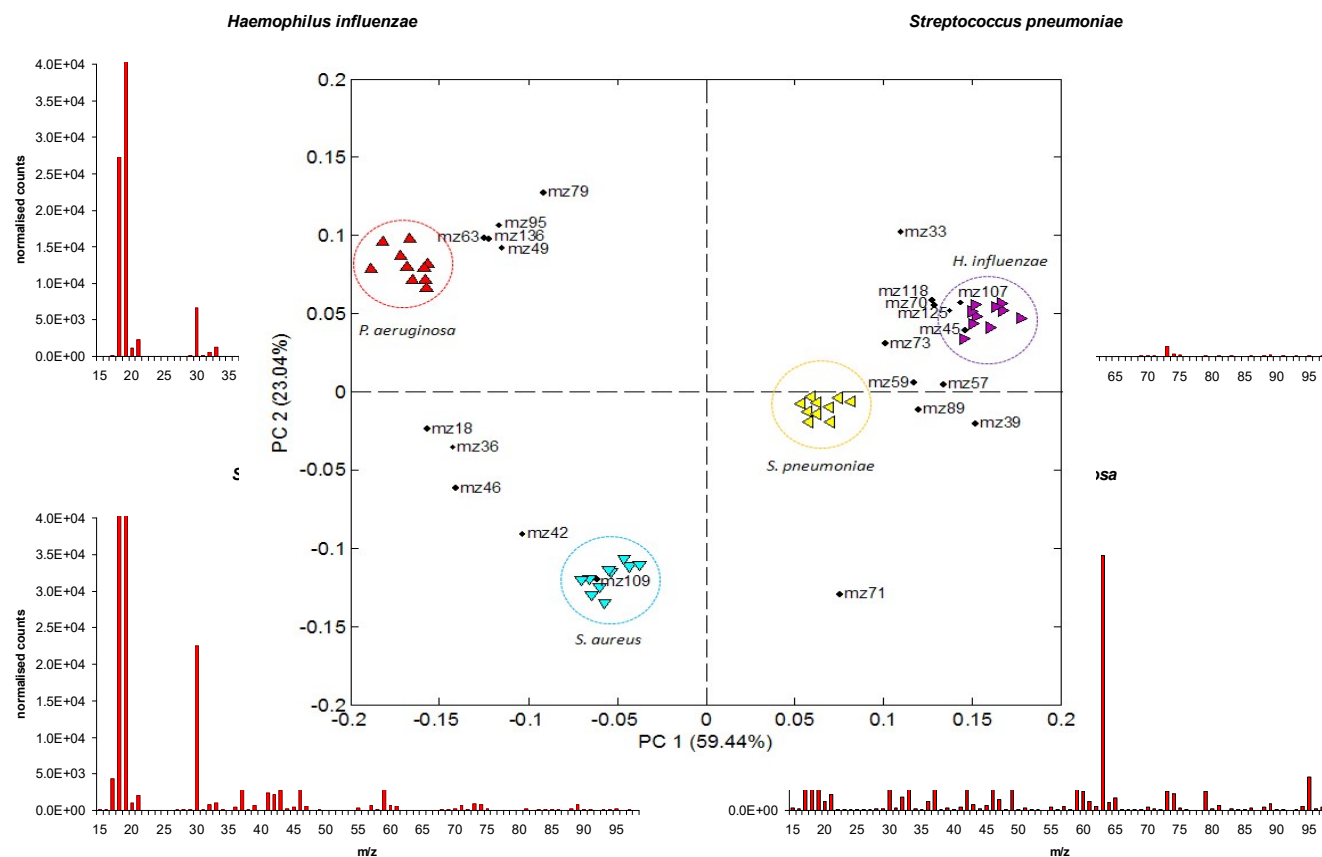 Haemophilus influenzae
Streptococcus pneumoniae
normalised counts
4.0E+04
3.5E+04
3.0E+04
2.5E+04
2.0E+04
1.5E+04
1.0E+04
5.0E+03
0.0E+00
15 20 25 30 35
65 70 75 80 85 90 95
PC 2 (23.04%)
0.2
0.15
0.1
0.05
0
-0.05
-0.1
-0.15
-0.2
-0.2 -0.15 -0.1 -0.05 0 0.05 0.1 0.15 0.2
PC 1 (59.44%)
mz79
mz95
mz63
mz136
mz49
P. aeruginosa
mz33
H. influenzae
mz118
mz107
mz70
mz125
mz45
mz73
mz59
mz57
mz89
mz39
S. pneumoniae
mz18
mz36
mz46
mz42
mz109
S. aureus
mz71
S
osa
normalised counts
4.0E+04
3.5E+04
3.0E+04
2.5E+04
2.0E+04
1.5E+04
1.0E+04
5.0E+03
0.0E+00
15 20 25 30 35 40 45 50 55 60 65 70 75 80 85 90 95
m/z
0.0E+00
15 20 25 30 35 40 45 50 55 60 65 70 75 80 85 90 95
m/z